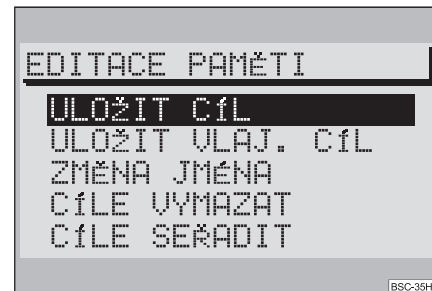 EDITACE PAMĚTI
ULOŽIT CÍL
ULOŽIT VLAJ. CÍL
ZMĚNA JMÉNA
CÍLE VYMAZAT
CÍLE SEŘADIT
BSC-35H